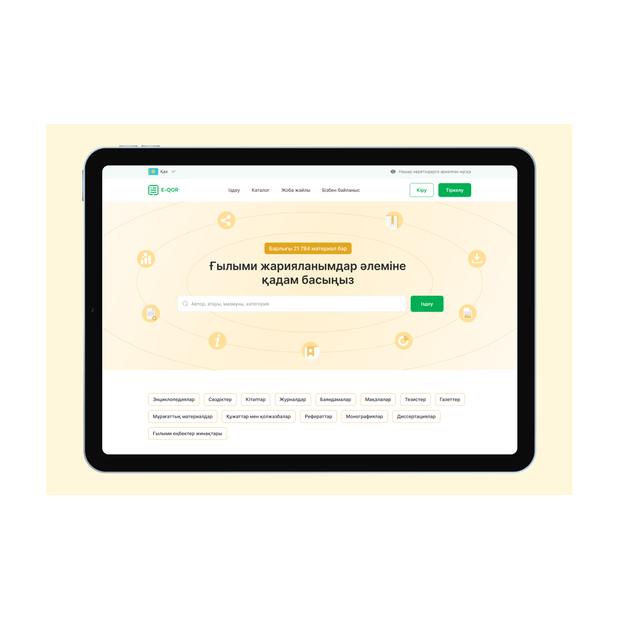 Қаз
Нашар көретіндерге арналған нұсқа
E-QOR
Іздеу Каталог Жоба жайлы Бізбен байланыс
Кіру Тіркелу
Барлығы 21 784 материал бар
Ғылыми жарияланымдар әлеміне
қадам басыңыз
Автор, атауы, мазмұны, категория
Іздеу
Энциклопедиялар Сөздіктер Кітаптар Журналдар Баяндамалар Мақалалар Тезистер Газеттер
Мұрағаттық материалдар Құжаттар мен қолжазбалар Рефераттар Монографиялар Диссертациялар
Ғылыми еңбектер жинақтары